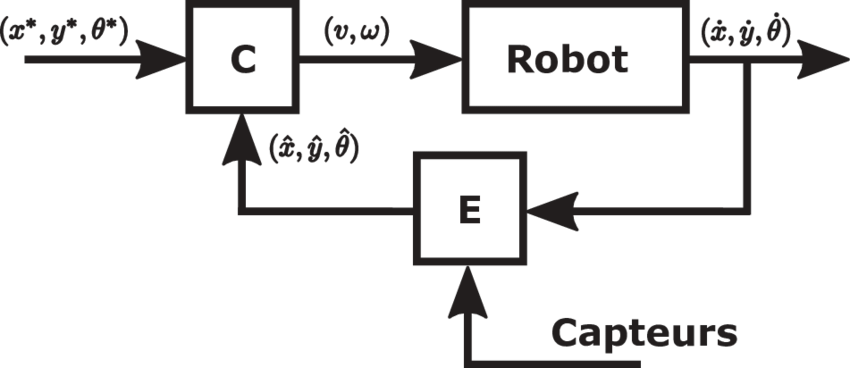 (x*, y*, θ*)
C
(v, ω)
Robot
(ẋ, ẏ, θ̇)
(x̂, ŷ, θ̂)
E
Capteurs